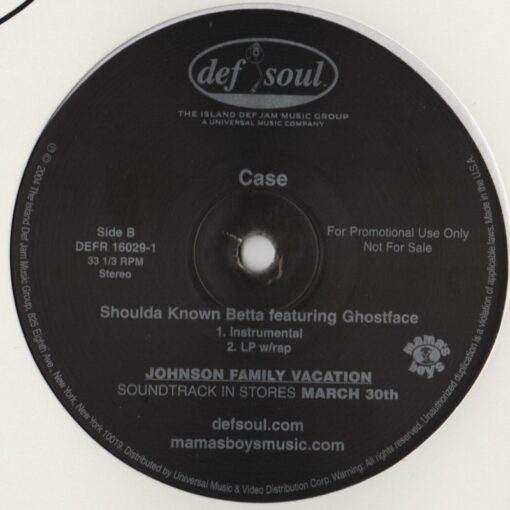 def soul.
THE ISLAND DEF JAM MUSIC GROUP
A UNIVERSAL MUSIC COMPANY
Case
Side B
DEFR 16029-1
33 1/3 RPM
Stereo
For Promotional Use Only
Not For Sale
Shoulda Known Betta featuring Ghostface
1. Instrumental
2. LP w/rap
mama's
boys
JOHNSON FAMILY VACATION
SOUNDTRACK IN STORES MARCH 30th
defsoul.com
mamasboysmusic.com
℗ © 2004 The Island Def Jam Music Group, 825 Eighth Ave., New York, New York 10019. Distributed by Universal Music & Video Distribution Corp. Warning: All rights reserved. Unauthorized duplication is a violation of applicable laws. Made in the U.S.A.